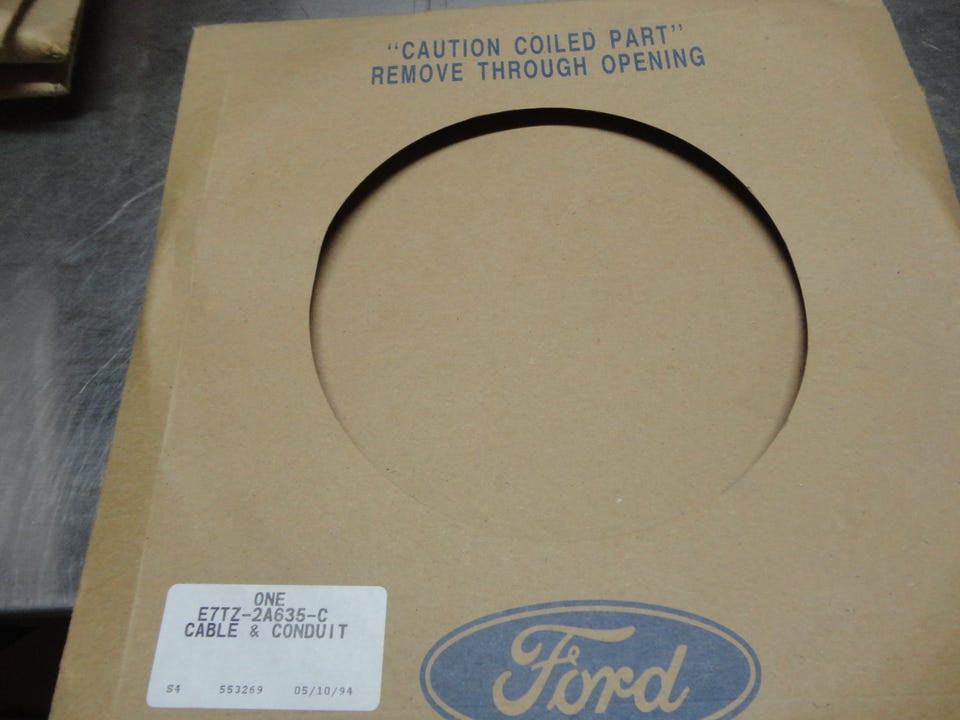 "CAUTION COILED PART"
REMOVE THROUGH OPENING
ONE
E7TZ-2A635-C
CABLE & CONDUIT
S4 553269 05/10/94
Ford